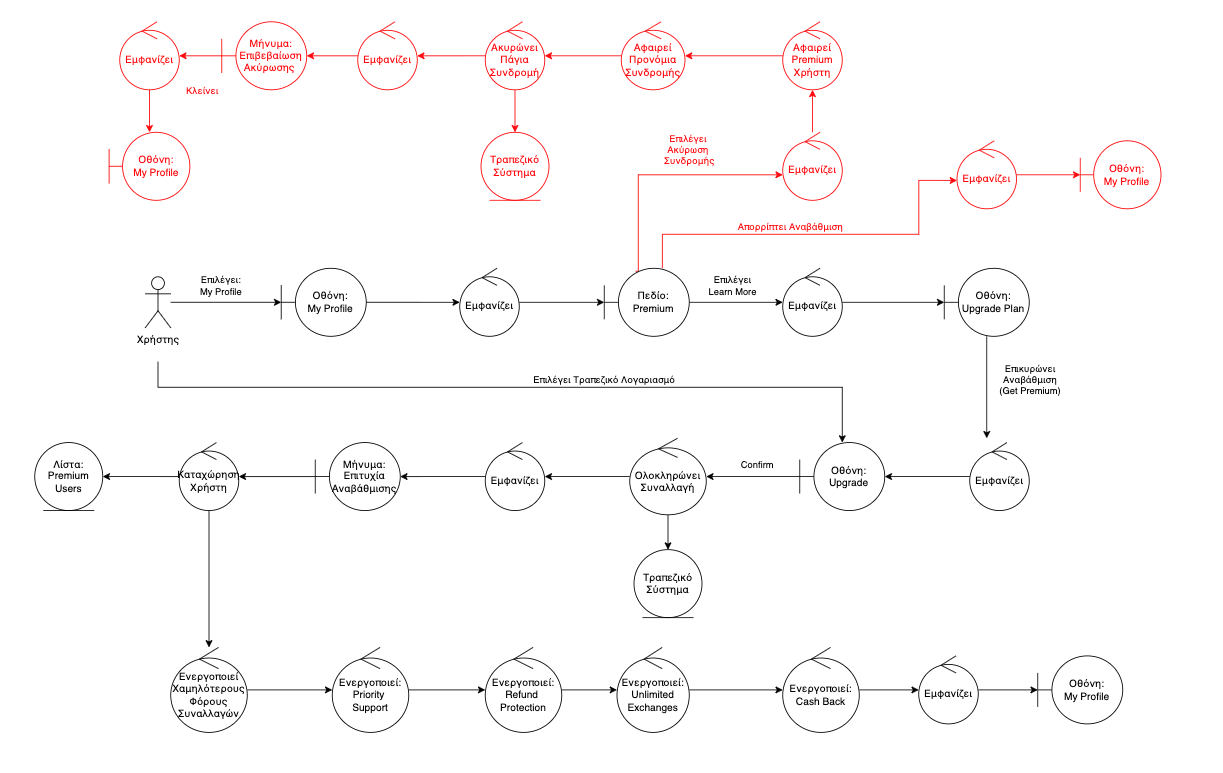 Εμφανίζει
Μήνυμα:
Επιβεβαίωση
Ακύρωσης
Εμφανίζει
Ακυρώνει
Πάγια
Συνδρομή
Αφαιρεί
Προνόμια
Συνδρομής
Αφαιρεί
Premium
Χρήστη
Κλείνει
Οθόνη:
My Profile
Τραπεζικό
Σύστημα
Επιλέγει
Ακύρωση
Συνδρομής
Εμφανίζει
Εμφανίζει
Οθόνη:
My Profile
Απορρίπτει Αναβάθμιση
Χρήστης
Επιλέγει:
My Profile
Οθόνη:
My Profile
Εμφανίζει
Πεδίο:
Premium
Επιλέγει
Learn More
Εμφανίζει
Οθόνη:
Upgrade Plan
Επιλέγει Τραπεζικό Λογαριασμό
Επικυρώνει
Αναβάθμιση
(Get Premium)
Λίστα:
Premium
Users
Καταχώρηση
Χρήστη
Μήνυμα:
Επιτυχία
Αναβάθμισης
Εμφανίζει
Ολοκληρώνει
Συναλλαγή
Confirm
Οθόνη:
Upgrade
Εμφανίζει
Τραπεζικό
Σύστημα
Ενεργοποιεί
Χαμηλότερους
Φόρους
Συναλλαγών
Ενεργοποιεί:
Priority
Support
Ενεργοποιεί:
Refund
Protection
Ενεργοποιεί:
Unlimited
Exchanges
Ενεργοποιεί:
Cash Back
Εμφανίζει
Οθόνη:
My Profile